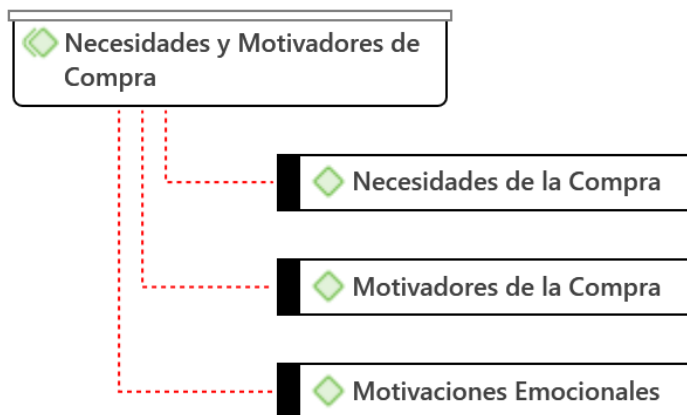 Necesidades y Motivadores de
Compra
Necesidades de la Compra
Motivadores de la Compra
Motivaciones Emocionales